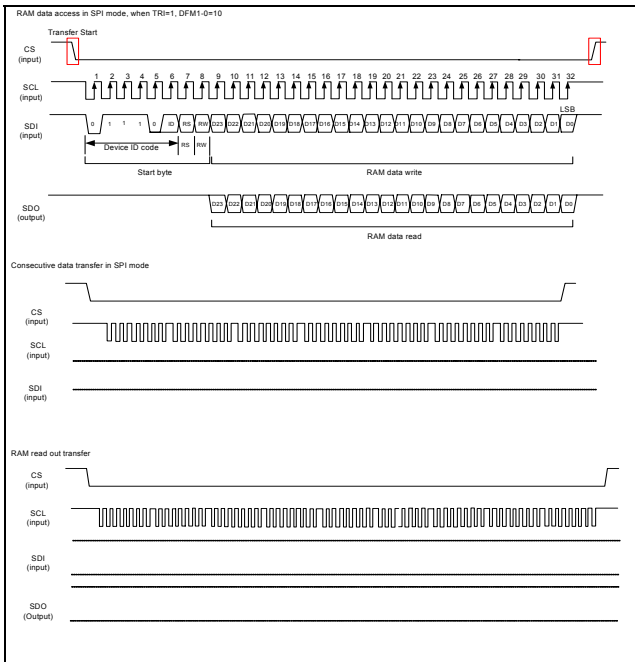 RAM data access in SPI mode, when TRI=1, DFM1-0=10
Transfer Start
CS
(input)
1 2 3 4 5 6 7 8 9 10 11 12 13 14 15 16 17 18 19 20 21 22 23 24 25 26 27 28 29 30 31 32
SCL
(input)
LSB
SDI
(input)
0 1 1 1 0 ID RS RW D23 D22 D21 D20 D19 D18 D17 D16 D15 D14 D13 D12 D11 D10 D9 D8 D7 D6 D5 D4 D3 D2 D1 D0
Device ID code RS RW
Start byte RAM data write
SDO
(output)
D23 D22 D21 D20 D19 D18 D17 D16 D15 D14 D13 D12 D11 D10 D9 D8 D7 D6 D5 D4 D3 D2 D1 D0
RAM data read
Consecutive data transfer in SPI mode
CS
(input)
SCL
(input)
SDI
(input)
RAM read out transfer
CS
(input)
SCL
(input)
SDI
(input)
SDO
(Output)